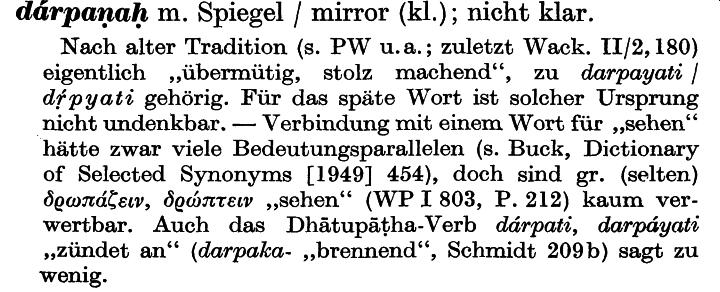 dárpaṇaḥ m. Spiegel / mirror (kl.); nicht klar.
Nach alter Tradition (s. PW u.a.; zuletzt Wack. II/2,180)
eigentlich „übermütig, stolz machend“, zu darpayati /
dŕ̥pyati gehörig. Für das späte Wort ist solcher Ursprung
nicht undenkbar. — Verbindung mit einem Wort für „sehen“
hätte zwar viele Bedeutungsparallelen (s. Buck, Dictionary
of Selected Synonyms [1949] 454), doch sind gr. (selten)
δρωπάζειν, δρώπτειν „sehen“ (WP I 803, P. 212) kaum ver-
wertbar. Auch das Dhātupāṭha-Verb dárpati, darpáyati
„zündet an“ (darpaka- „brennend“, Schmidt 209b) sagt zu
wenig.